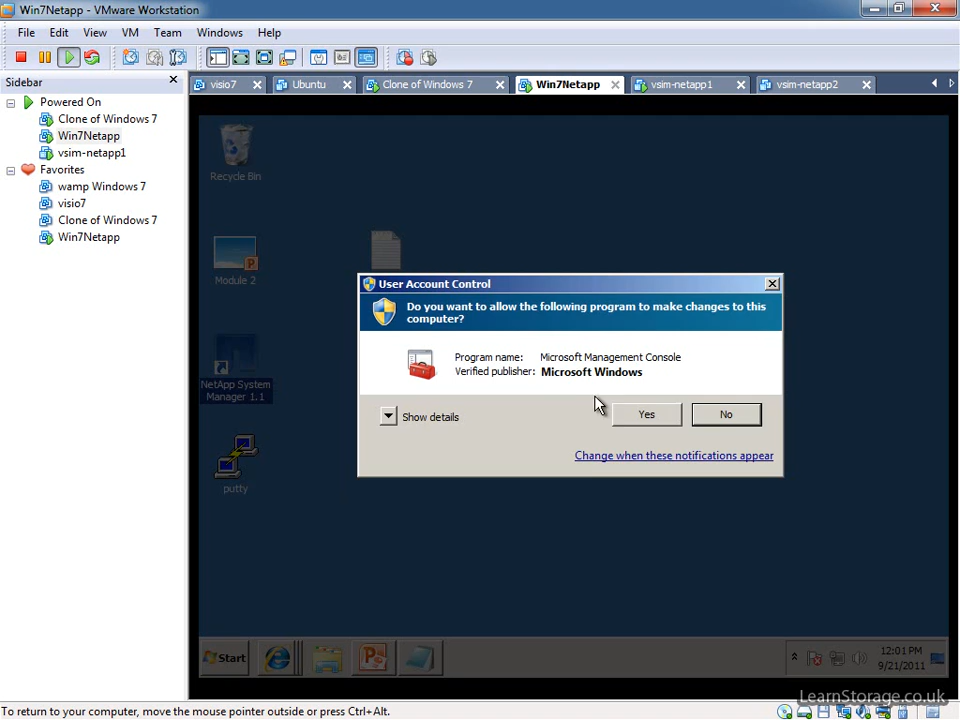 Win7Netapp - VMware Workstation
File Edit View VM Team Windows Help
Sidebar
visio7 Ubuntu Clone of Windows 7 Win7Netapp vsim-netapp1 vsim-netapp2
Powered On
Clone of Windows 7
Win7Netapp
vsim-netapp1
Favorites
wamp Windows 7
visio7
Clone of Windows 7
Win7Netapp
Recycle Bin
Module 2
NetApp System
Manager 1.1
putty
User Account Control
Do you want to allow the following program to make changes to this
computer?
Program name: Microsoft Management Console
Verified publisher: Microsoft Windows
Show details
Yes
No
Change when these notifications appear
Start
12:01 PM
9/21/2011
LearnStorage.co.uk
To return to your computer, move the mouse pointer outside or press Ctrl+Alt.